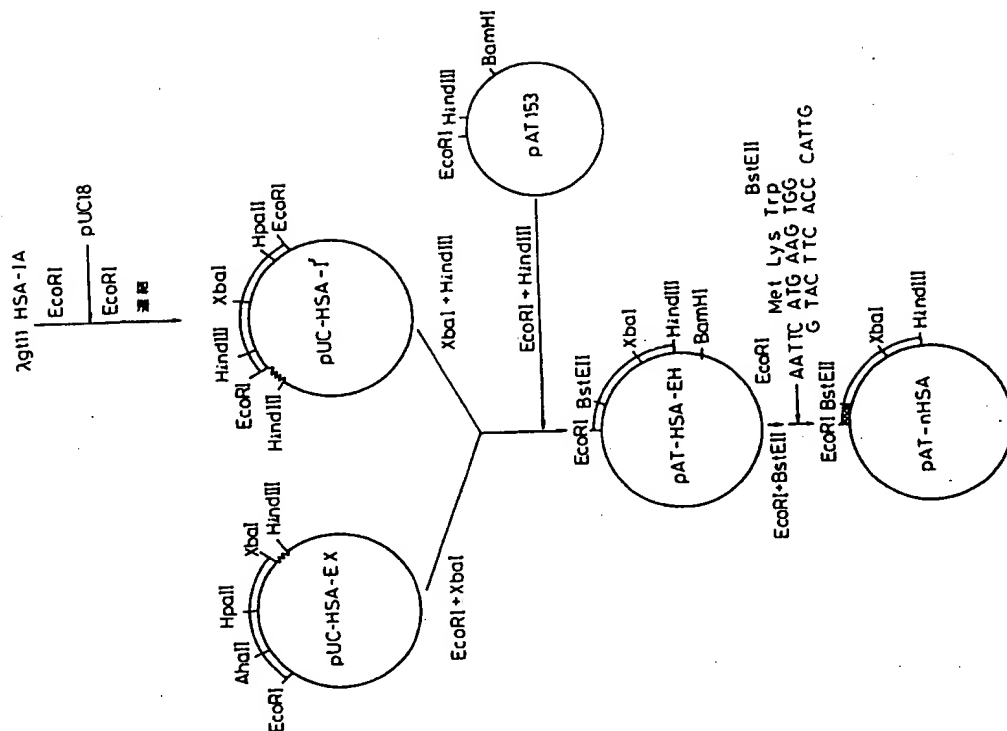 λgt11 HSA-1A
EcoRI
pUC18
EcoRI
連結
EcoRI
AhaII
HpaII
XbaI
HindIII
pUC-HSA-EX
HindIII
EcoRI
HindIII
XbaI
HpaII
EcoRI
pUC-HSA-I'
EcoRI HindIII
BamHI
pAT153
EcoRI+XbaI
XbaI+HindIII
EcoRI+HindIII
EcoRI
BstEII
XbaI
HindIII
BamHI
pAT-HSA-EH
EcoRI+BstEII
EcoRI
BstEII
Met Lys Trp
AATTC ATG AAG TGG
G TAC TTC ACC CATTG
EcoRI BstEII
XbaI
HindIII
pAT-nHSA